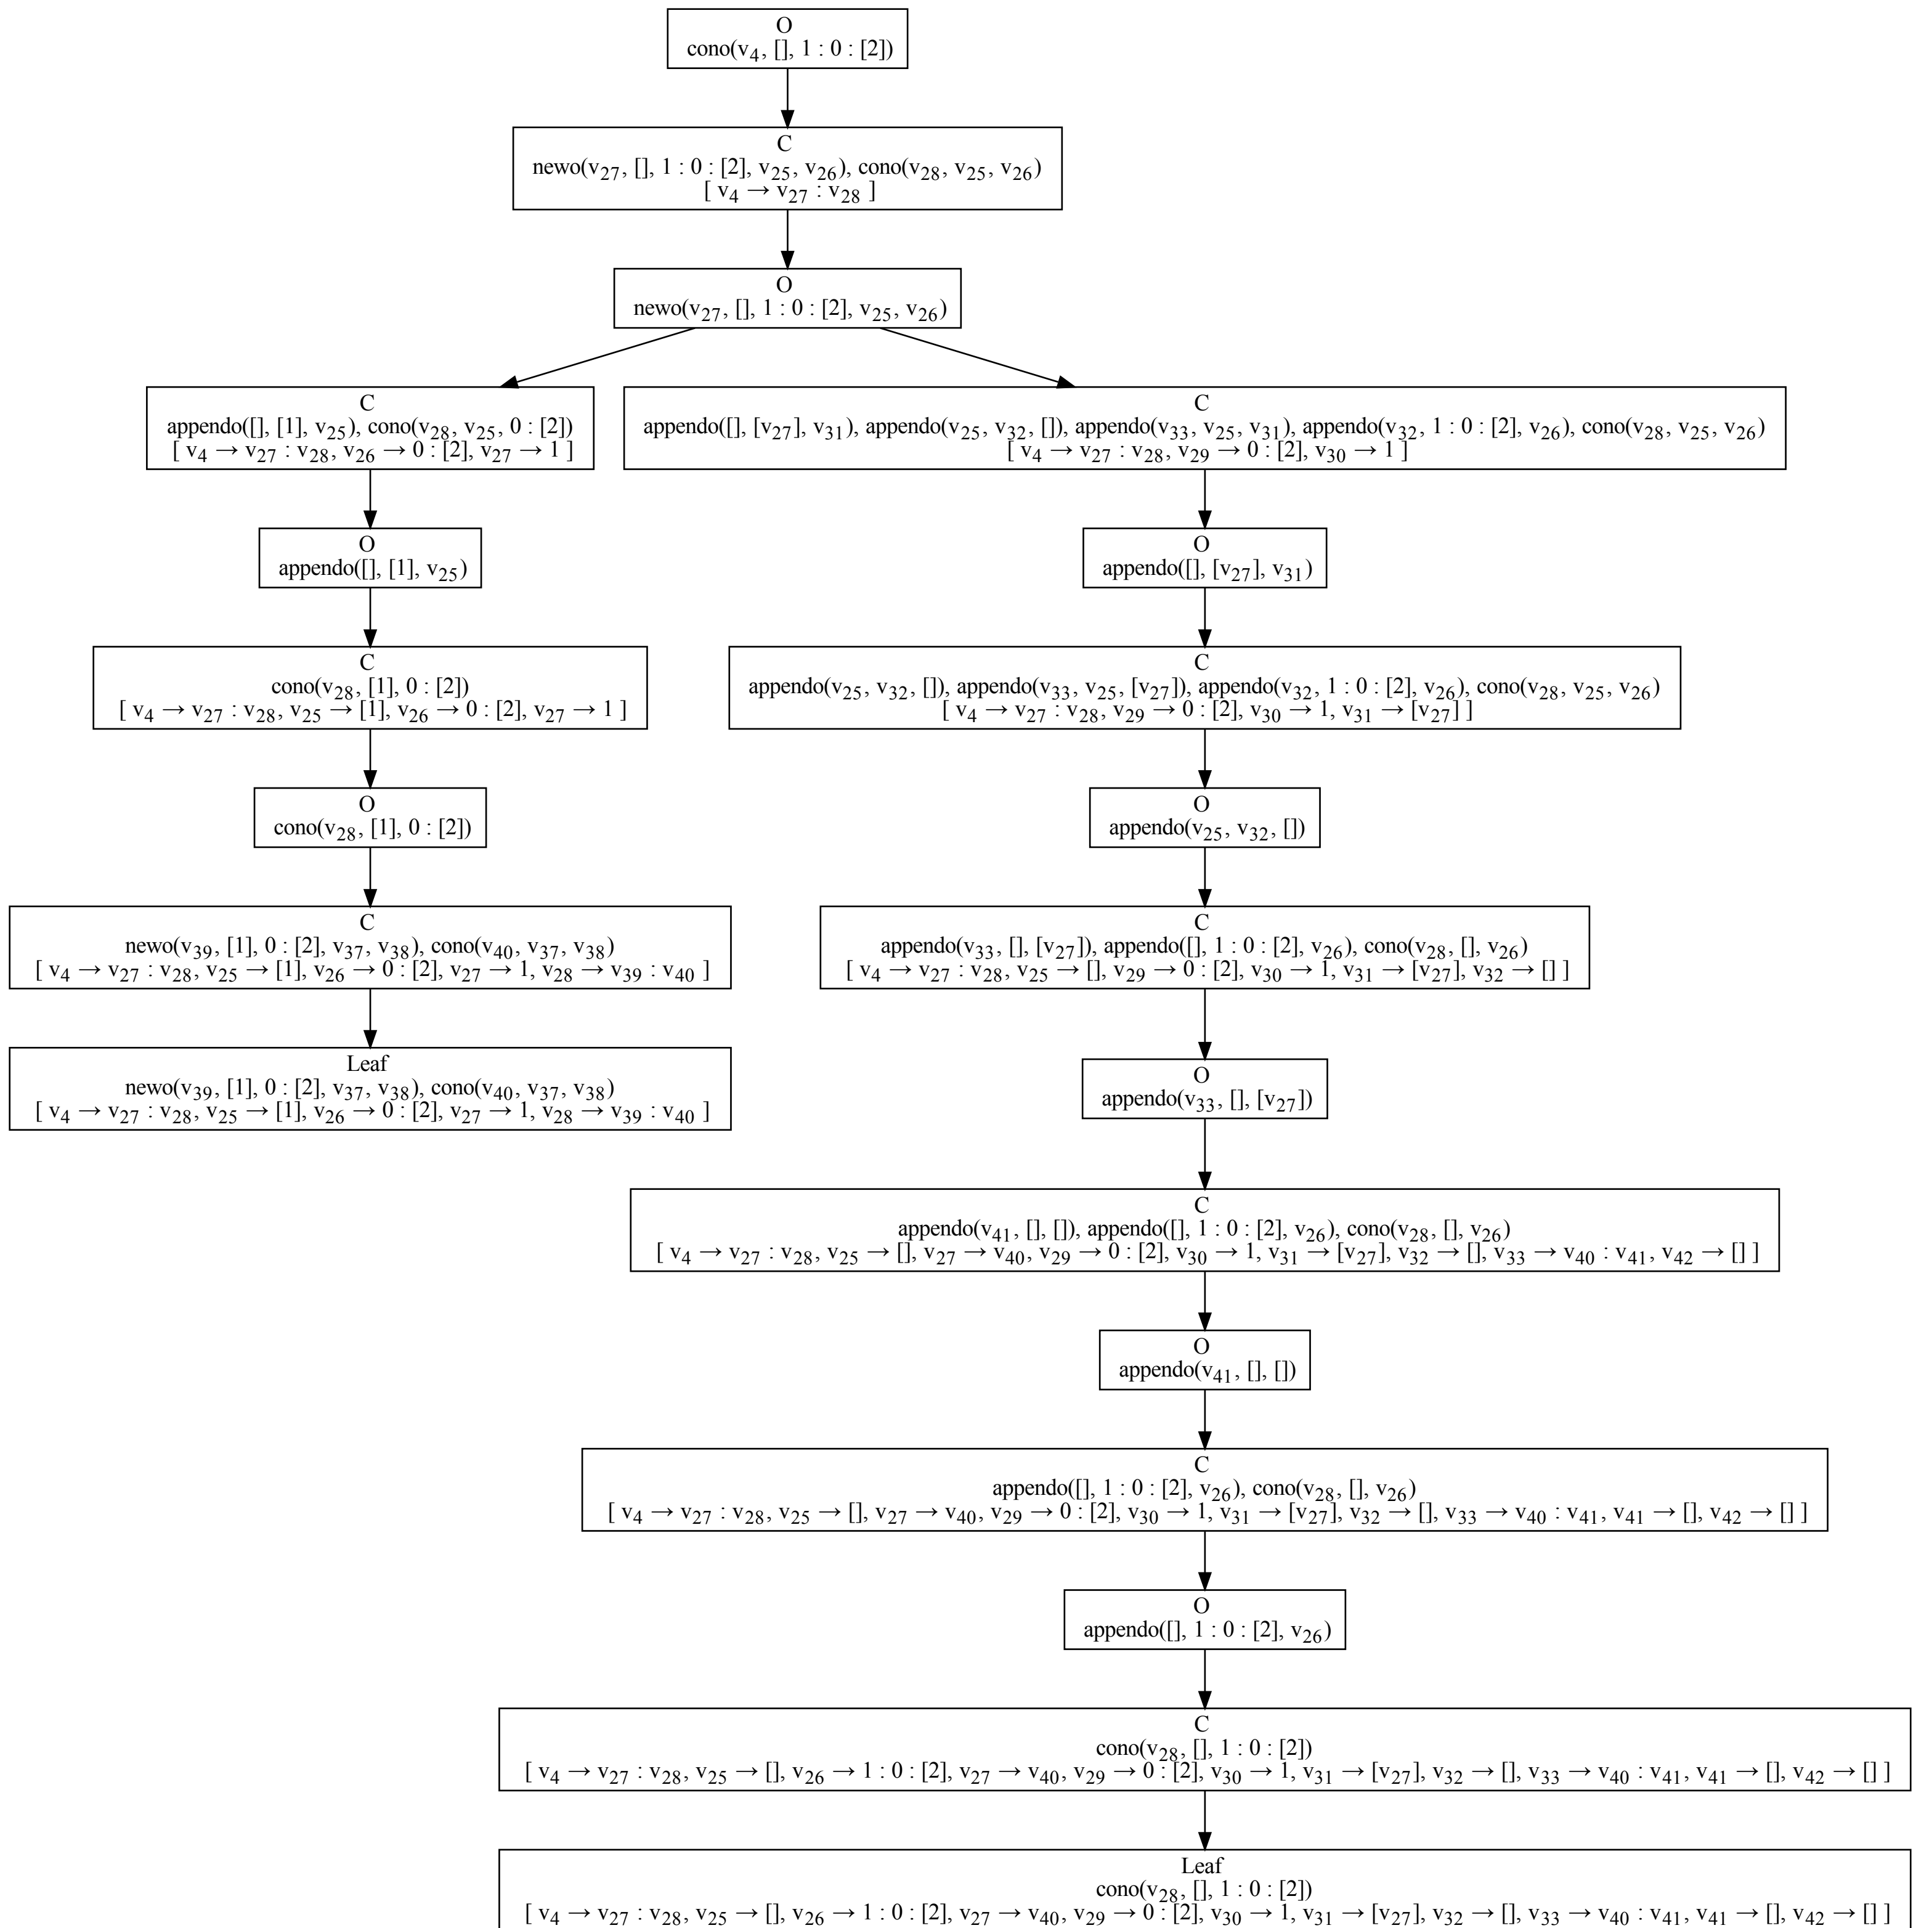 O
cono(v4, [], 1 : 0 : [2])
C
newo(v27, [], 1 : 0 : [2], v25, v26), cono(v28, v25, v26)
[ v4 → v27 : v28 ]
O
newo(v27, [], 1 : 0 : [2], v25, v26)
C
appendo([], [1], v25), cono(v28, v25, 0 : [2])
[ v4 → v27 : v28, v26 → 0 : [2], v27 → 1 ]
C
appendo([], [v27], v31), appendo(v25, v32, []), appendo(v33, v25, v31), appendo(v32, 1 : 0 : [2], v26), cono(v28, v25, v26)
[ v4 → v27 : v28, v29 → 0 : [2], v30 → 1 ]
O
appendo([], [1], v25)
O
appendo([], [v27], v31)
C
cono(v28, [1], 0 : [2])
[ v4 → v27 : v28, v25 → [1], v26 → 0 : [2], v27 → 1 ]
C
appendo(v25, v32, []), appendo(v33, v25, [v27]), appendo(v32, 1 : 0 : [2], v26), cono(v28, v25, v26)
[ v4 → v27 : v28, v29 → 0 : [2], v30 → 1, v31 → [v27] ]
O
cono(v28, [1], 0 : [2])
O
appendo(v25, v32, [])
C
newo(v39, [1], 0 : [2], v37, v38), cono(v40, v37, v38)
[ v4 → v27 : v28, v25 → [1], v26 → 0 : [2], v27 → 1, v28 → v39 : v40 ]
C
appendo(v33, [], [v27]), appendo([], 1 : 0 : [2], v26), cono(v28, [], v26)
[ v4 → v27 : v28, v25 → [], v29 → 0 : [2], v30 → 1, v31 → [v27], v32 → [] ]
Leaf
newo(v39, [1], 0 : [2], v37, v38), cono(v40, v37, v38)
[ v4 → v27 : v28, v25 → [1], v26 → 0 : [2], v27 → 1, v28 → v39 : v40 ]
O
appendo(v33, [], [v27])
C
appendo(v41, [], []), appendo([], 1 : 0 : [2], v26), cono(v28, [], v26)
[ v4 → v27 : v28, v25 → [], v27 → v40, v29 → 0 : [2], v30 → 1, v31 → [v27], v32 → [], v33 → v40 : v41, v42 → [] ]
O
appendo(v41, [], [])
C
appendo([], 1 : 0 : [2], v26), cono(v28, [], v26)
[ v4 → v27 : v28, v25 → [], v27 → v40, v29 → 0 : [2], v30 → 1, v31 → [v27], v32 → [], v33 → v40 : v41, v41 → [], v42 → [] ]
O
appendo([], 1 : 0 : [2], v26)
C
cono(v28, [], 1 : 0 : [2])
[ v4 → v27 : v28, v25 → [], v26 → 1 : 0 : [2], v27 → v40, v29 → 0 : [2], v30 → 1, v31 → [v27], v32 → [], v33 → v40 : v41, v41 → [], v42 → [] ]
Leaf
cono(v28, [], 1 : 0 : [2])
[ v4 → v27 : v28, v25 → [], v26 → 1 : 0 : [2], v27 → v40, v29 → 0 : [2], v30 → 1, v31 → [v27], v32 → [], v33 → v40 : v41, v41 → [], v42 → [] ]